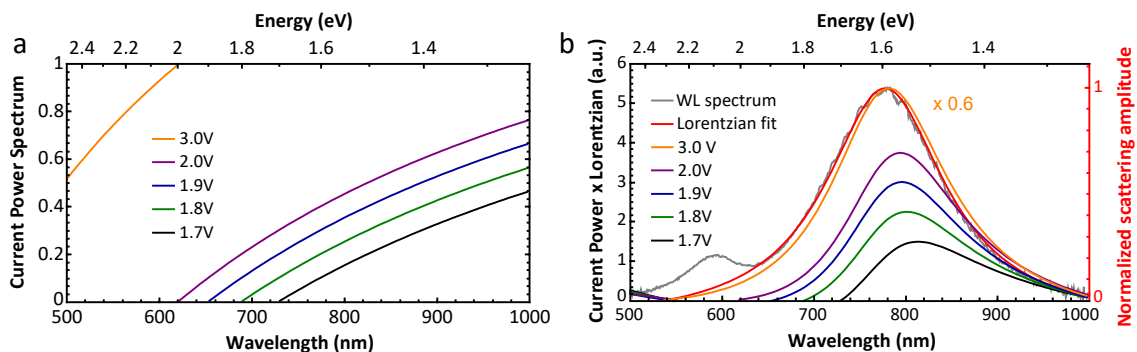 a
Energy (eV)
2.4 2.2 2 1.8 1.6 1.4
Current Power Spectrum
1
0.8
0.6
0.4
0.2
0
3.0V
2.0V
1.9V
1.8V
1.7V
500 600 700 800 900 1000
Wavelength (nm)
b
Energy (eV)
2.4 2.2 2 1.8 1.6 1.4
Current Power x Lorentzian (a.u.)
6
5
4
3
2
1
0
WL spectrum
Lorentzian fit
3.0 V
2.0V
1.9V
1.8V
1.7V
x 0.6
1
0
Normalized scattering amplitude
500 600 700 800 900 1000
Wavelength (nm)